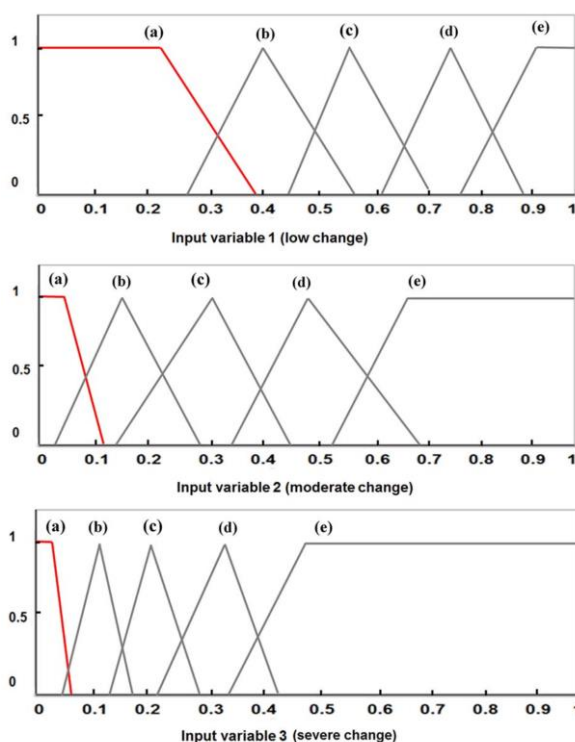 (a) (b) (c) (d) (e)
1
0.5
0
0 0.1 0.2 0.3 0.4 0.5 0.6 0.7 0.8 0.9 1
Input variable 1 (low change)
(a) (b) (c) (d) (e)
1
0.5
0
0 0.1 0.2 0.3 0.4 0.5 0.6 0.7 0.8 0.9 1
Input variable 2 (moderate change)
(a) (b) (c) (d) (e)
1
0.5
0
0 0.1 0.2 0.3 0.4 0.5 0.6 0.7 0.8 0.9 1
Input variable 3 (severe change)